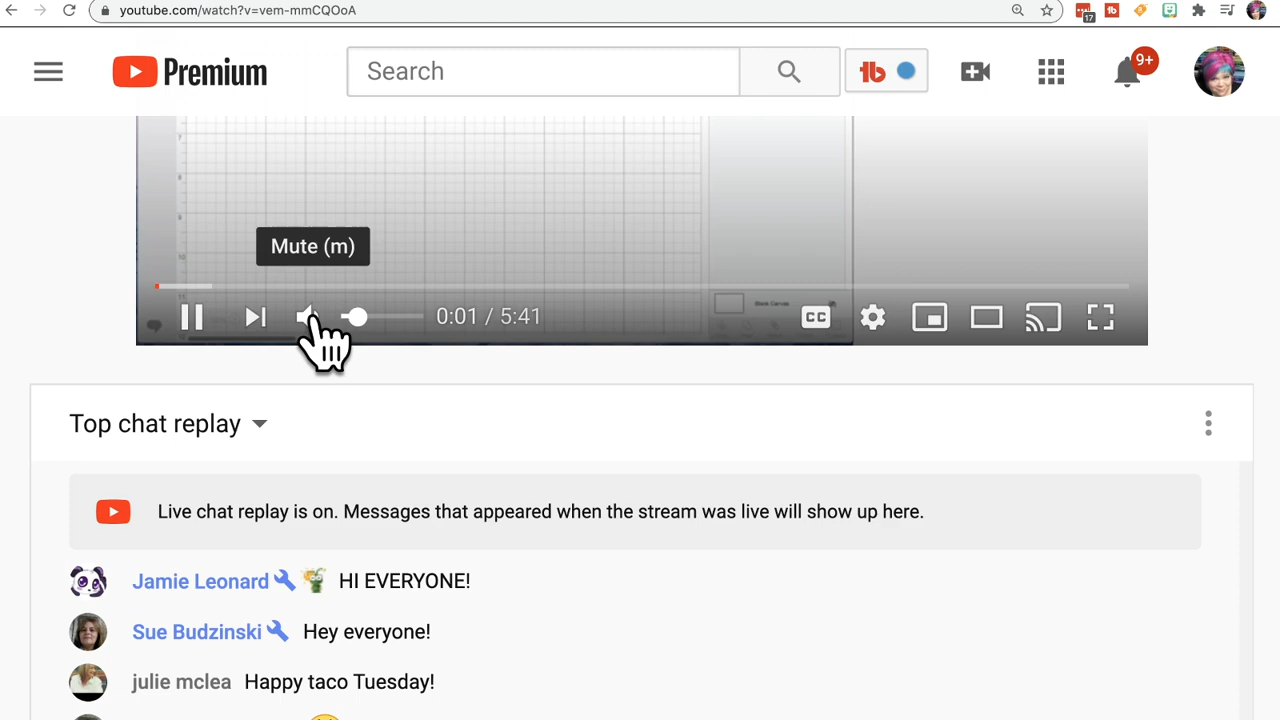 youtube.com/watch?v=vem-mmCQOoA
17
Premium
Search
9+
Mute (m)
0:01 / 5:41
CC
Top chat replay
Live chat replay is on. Messages that appeared when the stream was live will show up here.
Jamie Leonard HI EVERYONE!
Sue Budzinski Hey everyone!
julie mclea Happy taco Tuesday!